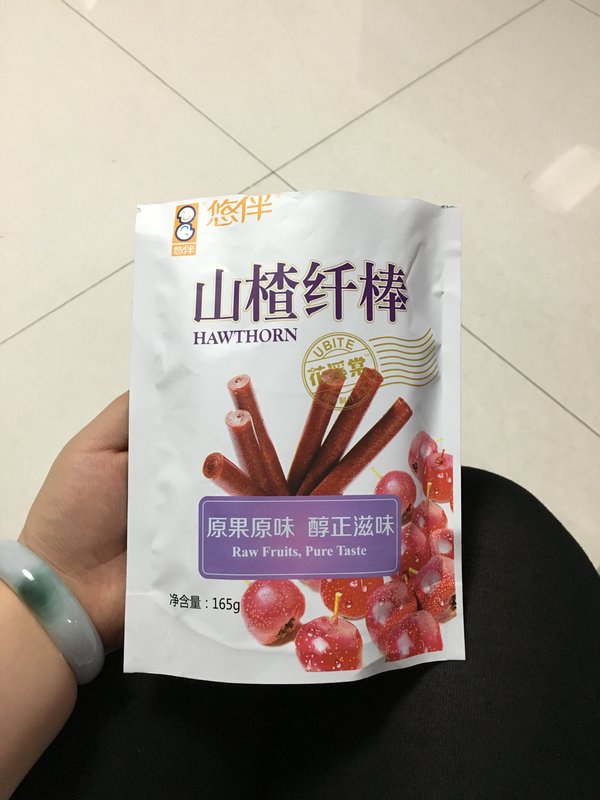 悠伴
悠伴
山楂纤棒
HAWTHORN
UBITE
原果原味 醇正滋味
Raw Fruits, Pure Taste
净含量：165g